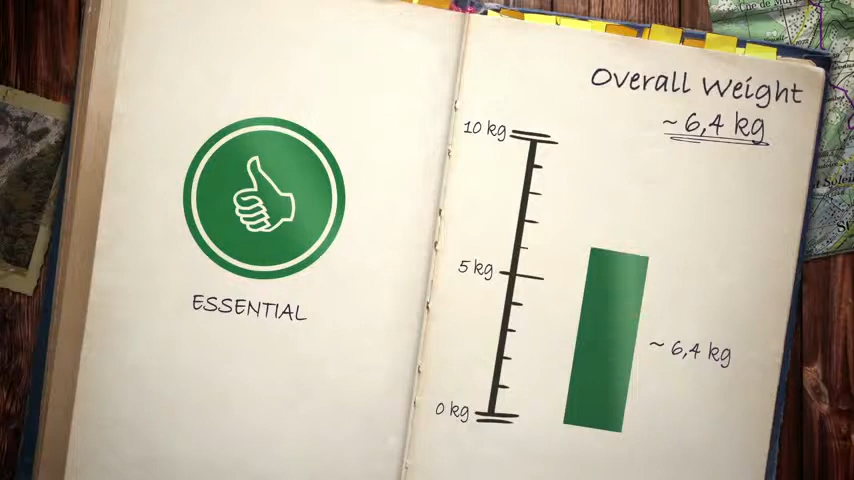 ESSENTIAL
Overall Weight
~ 6,4 kg
10 kg
5 kg
~ 6,4 kg
0 kg